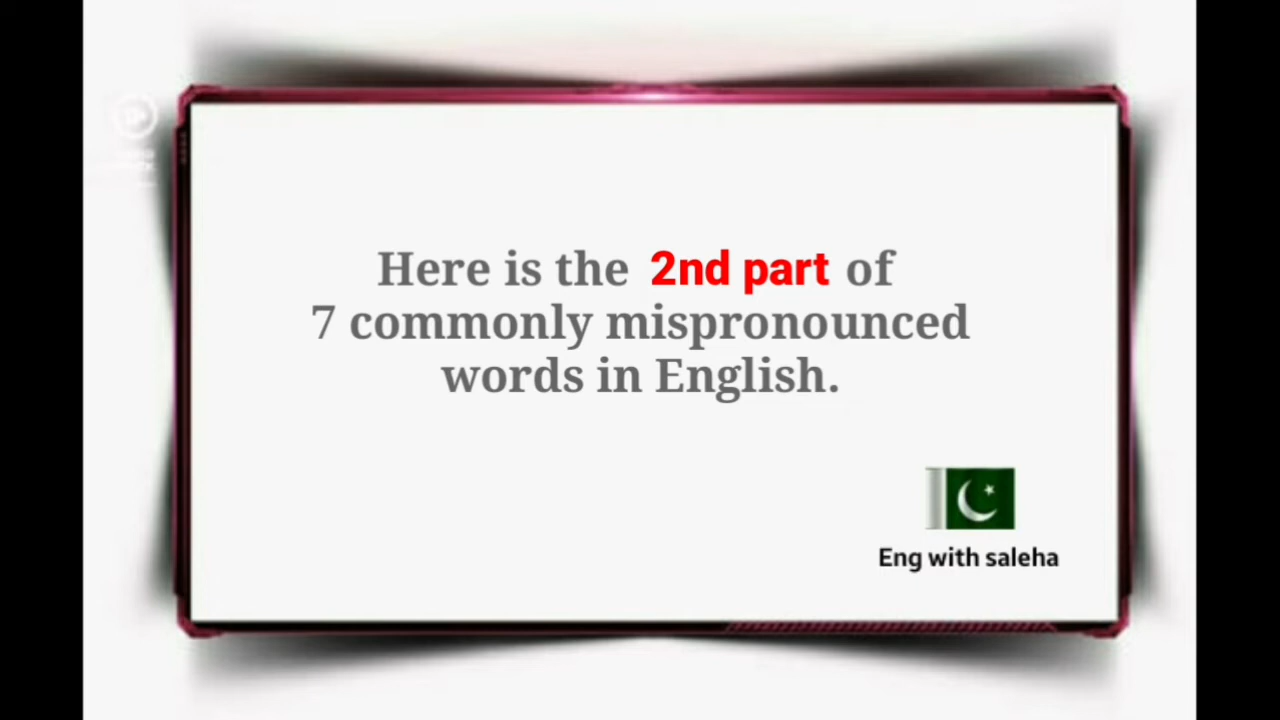 Here is the 2nd part of
7 commonly mispronounced
words in English.
Eng with saleha